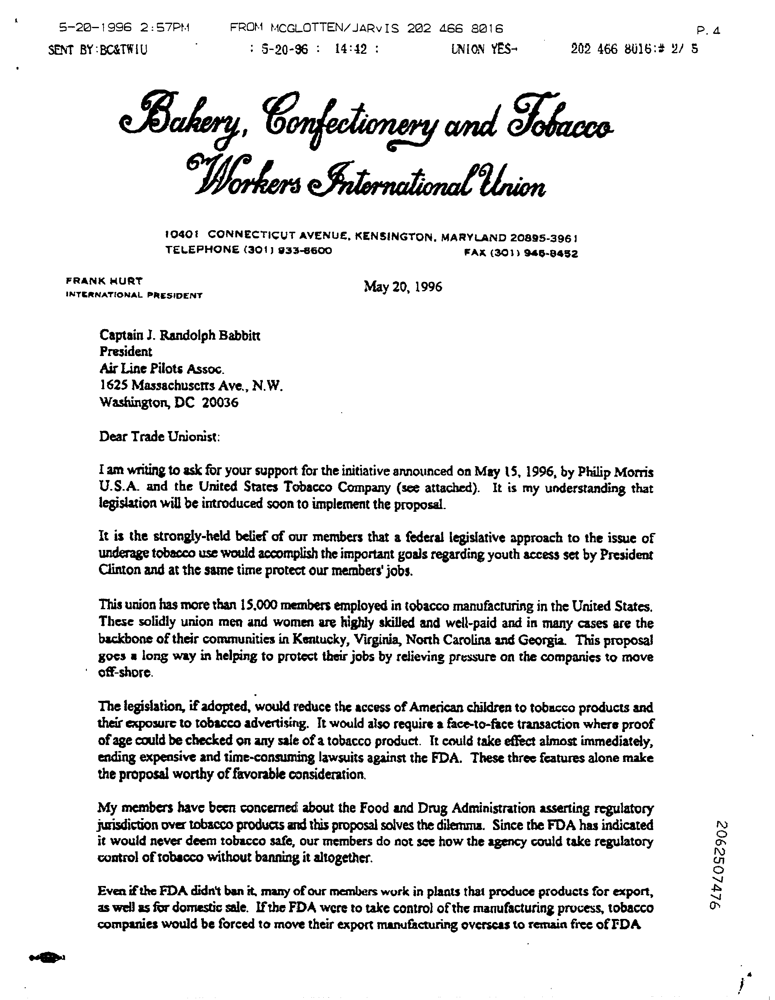 5-20-1996 2:57PM FROM MCGLOTTEN/JARVIS 202 466 8016 P. 4
SENT BY:BC&TWIU : 5-20-96 : 14:42 : UNION YES→ 202 466 8016:# 2/ 5
Bakery, Confectionery and Tobacco
Workers International Union
10401 CONNECTICUT AVENUE, KENSINGTON, MARYLAND 20895-3961
TELEPHONE (301) 933-8600 FAX (301) 946-8452
FRANK HURT
INTERNATIONAL PRESIDENT
May 20, 1996
Captain J. Randolph Babbitt
President
Air Line Pilots Assoc.
1625 Massachusetts Ave., N.W.
Washington, DC 20036
Dear Trade Unionist:
I am writing to ask for your support for the initiative announced on May 15, 1996, by Philip Morris
U.S.A. and the United States Tobacco Company (see attached). It is my understanding that
legislation will be introduced soon to implement the proposal.
It is the strongly-held belief of our members that a federal legislative approach to the issue of
underage tobacco use would accomplish the important goals regarding youth access set by President
Clinton and at the same time protect our members' jobs.
This union has more than 15,000 members employed in tobacco manufacturing in the United States.
These solidly union men and women are highly skilled and well-paid and in many cases are the
backbone of their communities in Kentucky, Virginia, North Carolina and Georgia. This proposal
goes a long way in helping to protect their jobs by relieving pressure on the companies to move
off-shore.
The legislation, if adopted, would reduce the access of American children to tobacco products and
their exposure to tobacco advertising. It would also require a face-to-face transaction where proof
of age could be checked on any sale of a tobacco product. It could take effect almost immediately,
ending expensive and time-consuming lawsuits against the FDA. These three features alone make
the proposal worthy of favorable consideration.
My members have been concerned about the Food and Drug Administration asserting regulatory
jurisdiction over tobacco products and this proposal solves the dilemma. Since the FDA has indicated
it would never deem tobacco safe, our members do not see how the agency could take regulatory
control of tobacco without banning it altogether.
Even if the FDA didn't ban it, many of our members work in plants that produce products for export,
as well as for domestic sale. If the FDA were to take control of the manufacturing process, tobacco
companies would be forced to move their export manufacturing overseas to remain free of FDA
2062507476